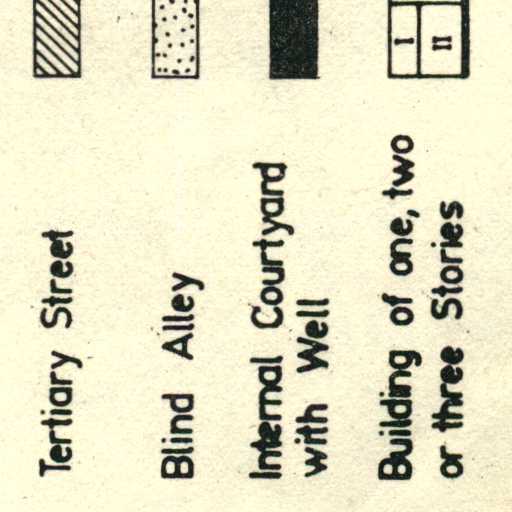 Tertiary Street
Blind Alley
Internal Courtyard
with Well
Building of one, two
or three Stories
I
II